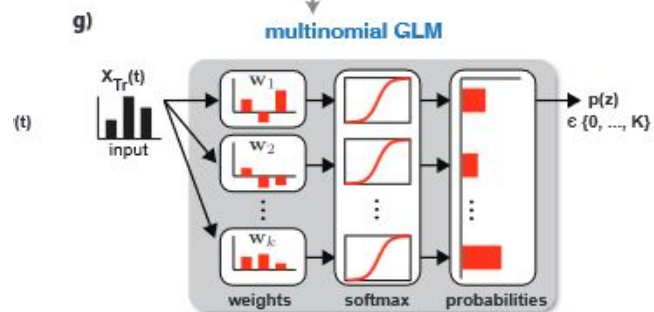 g)
multinomial GLM
X_Tr(t)
(t)
input
w_1
w_2
w_k
p(z)
∈ {0, ..., K}
weights
softmax
probabilities